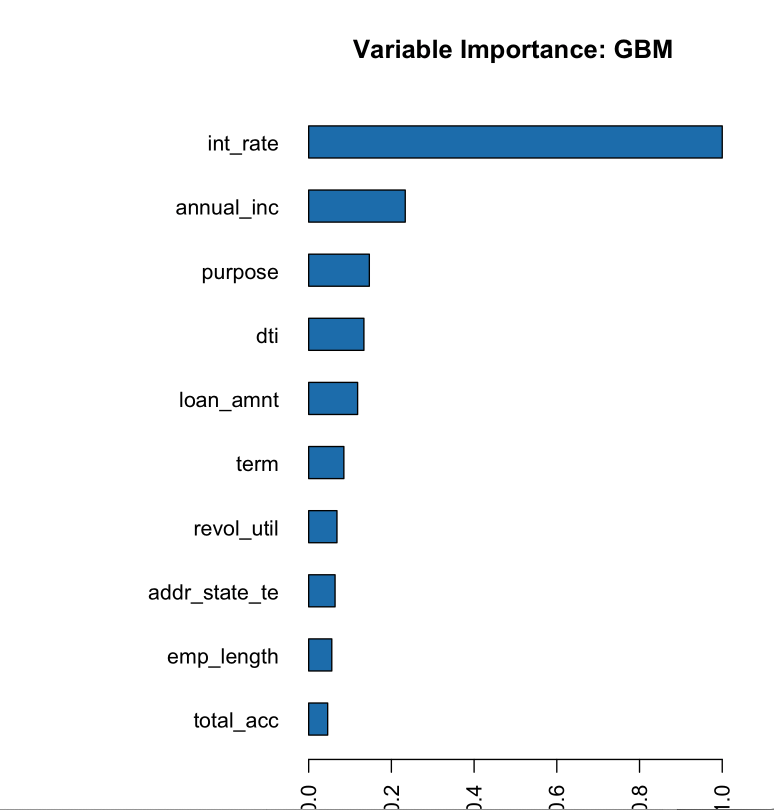 Variable Importance: GBM
int_rate
annual_inc
purpose
dti
loan_amnt
term
revol_util
addr_state_te
emp_length
total_acc
0.0
0.2
0.4
0.6
0.8
1.0